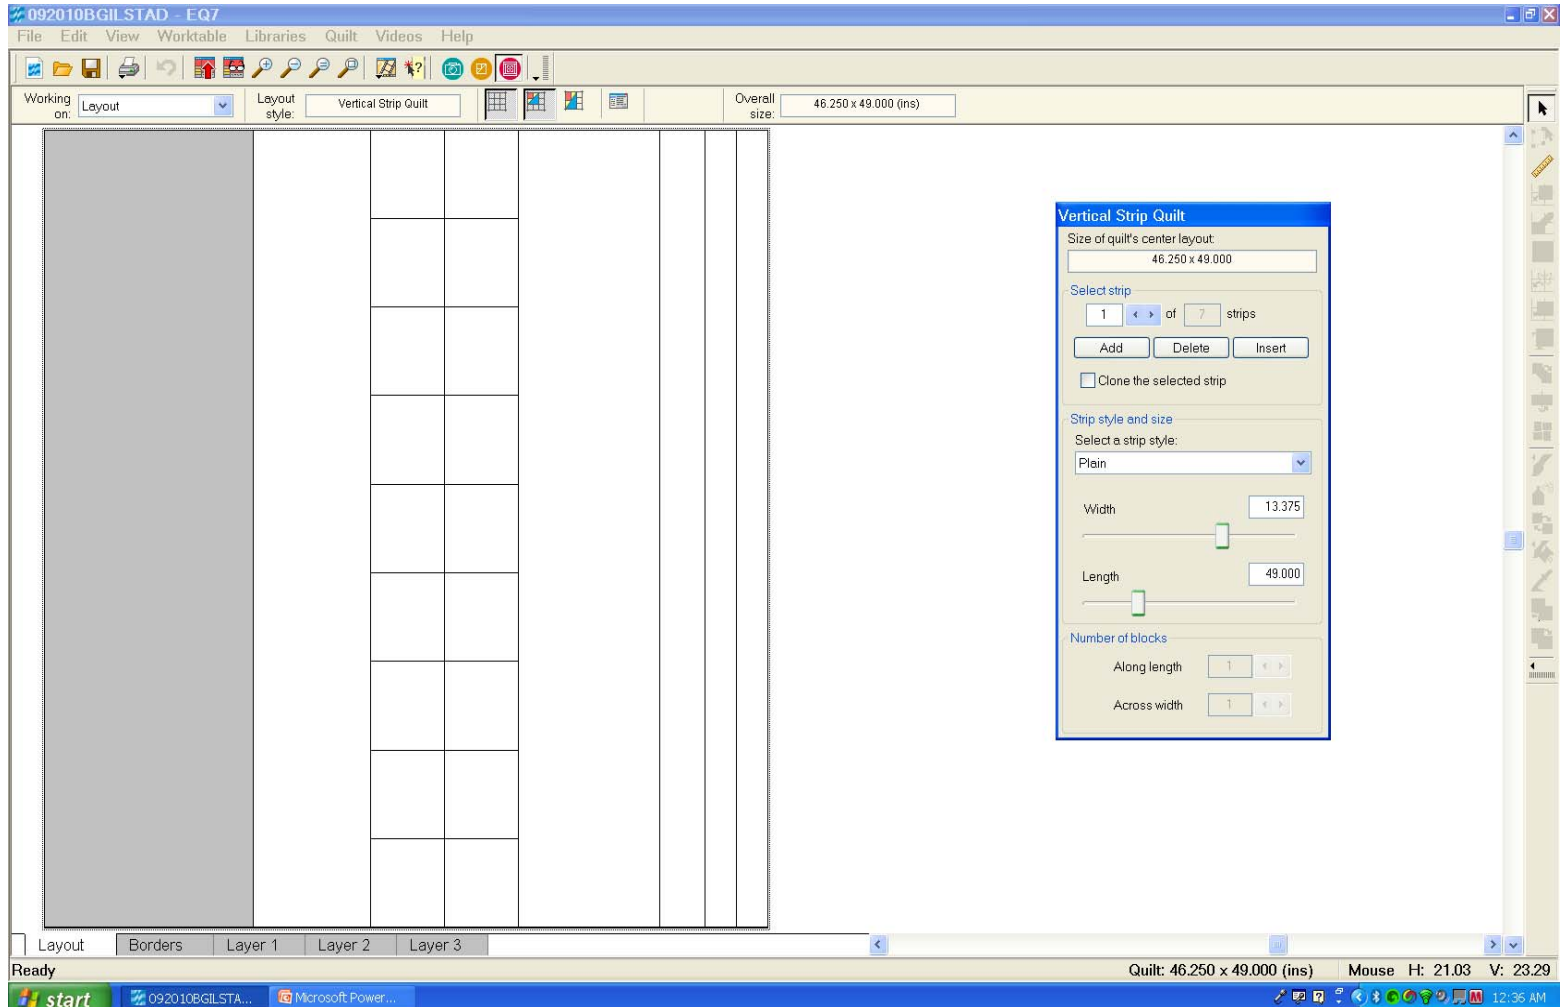 092010BGILSTAD - EQ7
File Edit View Worktable Libraries Quilt Videos Help
Working on: Layout Layout style: Vertical Strip Quilt Overall size: 46.250 x 49.000 (ins)
Vertical Strip Quilt
Size of quilt's center layout:
46.250 x 49.000
Select strip
1 of 7 strips
Add Delete Insert
Clone the selected strip
Strip style and size
Select a strip style:
Plain
Width 13.375
Length 49.000
Number of blocks
Along length 1
Across width 1
Layout Borders Layer 1 Layer 2 Layer 3
Ready Quilt: 46.250 x 49.000 (ins) Mouse H: 21.03 V: 23.29
start 092010BGILSTA... Microsoft Power... 12:36 AM